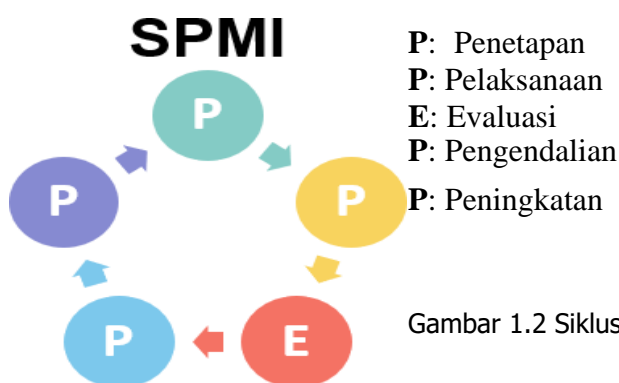 SPMI
P
P
E
P
P
P: Penetapan
P: Pelaksanaan
E: Evaluasi
P: Pengendalian
P: Peningkatan
Gambar 1.2 Siklus